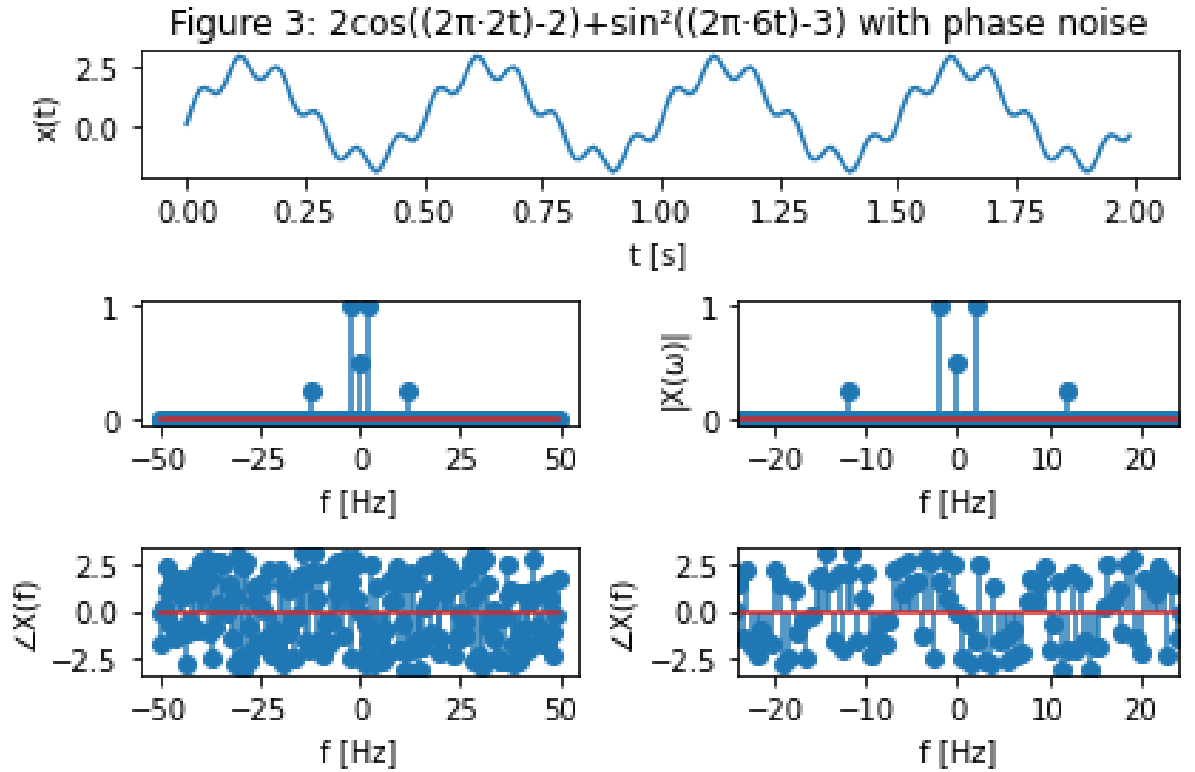 Figure 3: 2cos((2π·2t)-2)+sin²((2π·6t)-3) with phase noise
x(t)
2.5
0.0
0.00 0.25 0.50 0.75 1.00 1.25 1.50 1.75 2.00
t [s]
1
0
−50 −25 0 25 50
f [Hz]
|X(ω)|
1
0
−20 −10 0 10 20
f [Hz]
∠X(f)
2.5
0.0
−2.5
−50 −25 0 25 50
f [Hz]
∠X(f)
2.5
0.0
−2.5
−20 −10 0 10 20
f [Hz]